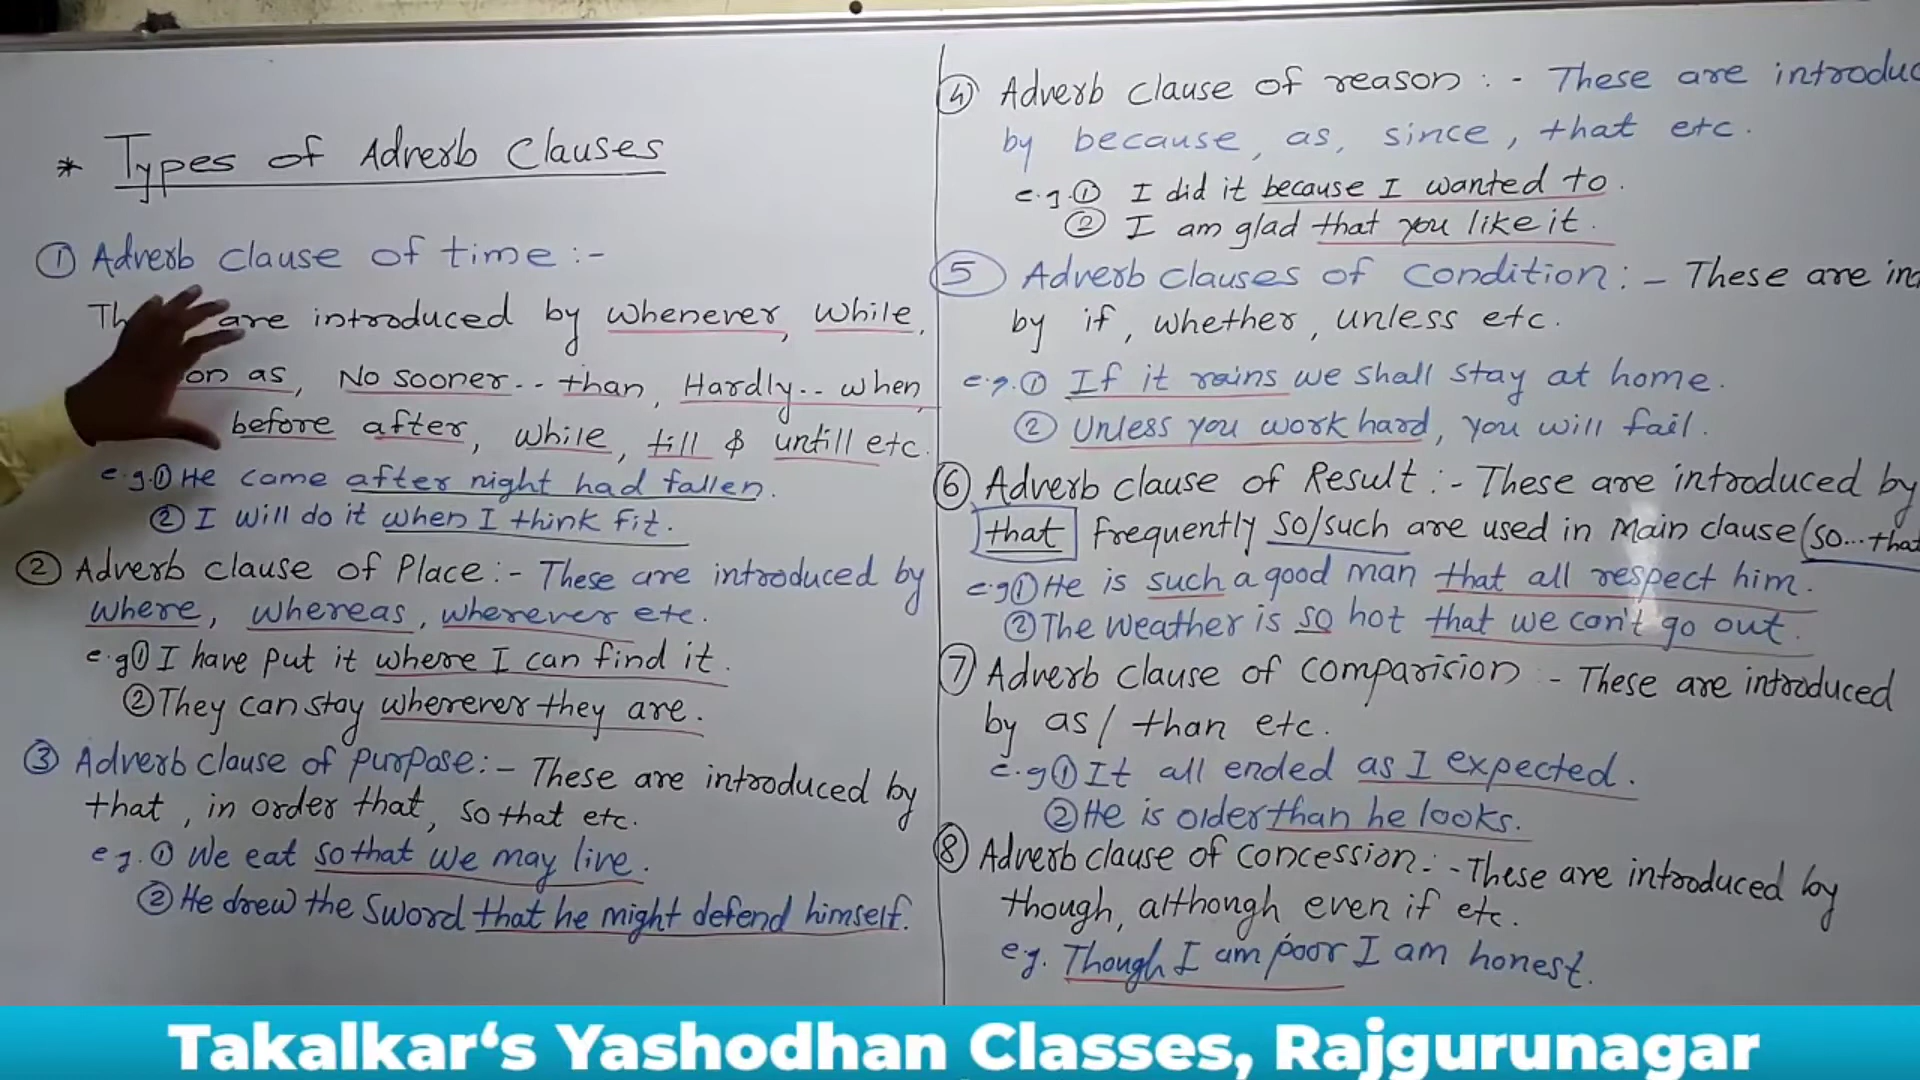 * Types of Adverb Clauses
① Adverb clause of time :-
are introduced by whenever, while,
as, No sooner.. than, Hardly.. when,
before after, while, till & untill etc.
e.g.① He came after night had fallen.
② I will do it when I think fit.
② Adverb clause of Place :- These are introduced by
where, whereas, wherever etc.
e.g① I have put it where I can find it.
② They can stay wherever they are.
③ Adverb clause of purpose :- These are introduced by
that, in order that, so that etc.
e.g. ① We eat so that we may live.
② He drew the sword that he might defend himself.
④ Adverb clause of reason :- These are introduc
by because, as, since, that etc.
e.g.① I did it because I wanted to.
② I am glad that you like it.
⑤ Adverb clauses of condition :- These are in
by if, whether, unless etc.
e.g.① If it rains we shall stay at home.
② Unless you work hard, you will fail.
⑥ Adverb clause of Result :- These are introduced by
that frequently so/such are used in Main clause (so...that
e.g① He is such a good man that all respect him.
② The Weather is so hot that we can't go out.
⑦ Adverb clause of comparision :- These are introduced
by as/ than etc.
e.g① It all ended as I expected.
② He is older than he looks.
⑧ Adverb clause of concession :- These are introduced by
though, although even if etc.
e.g. Though I am poor I am honest.
Takalkar‘s Yashodhan Classes, Rajgurunagar